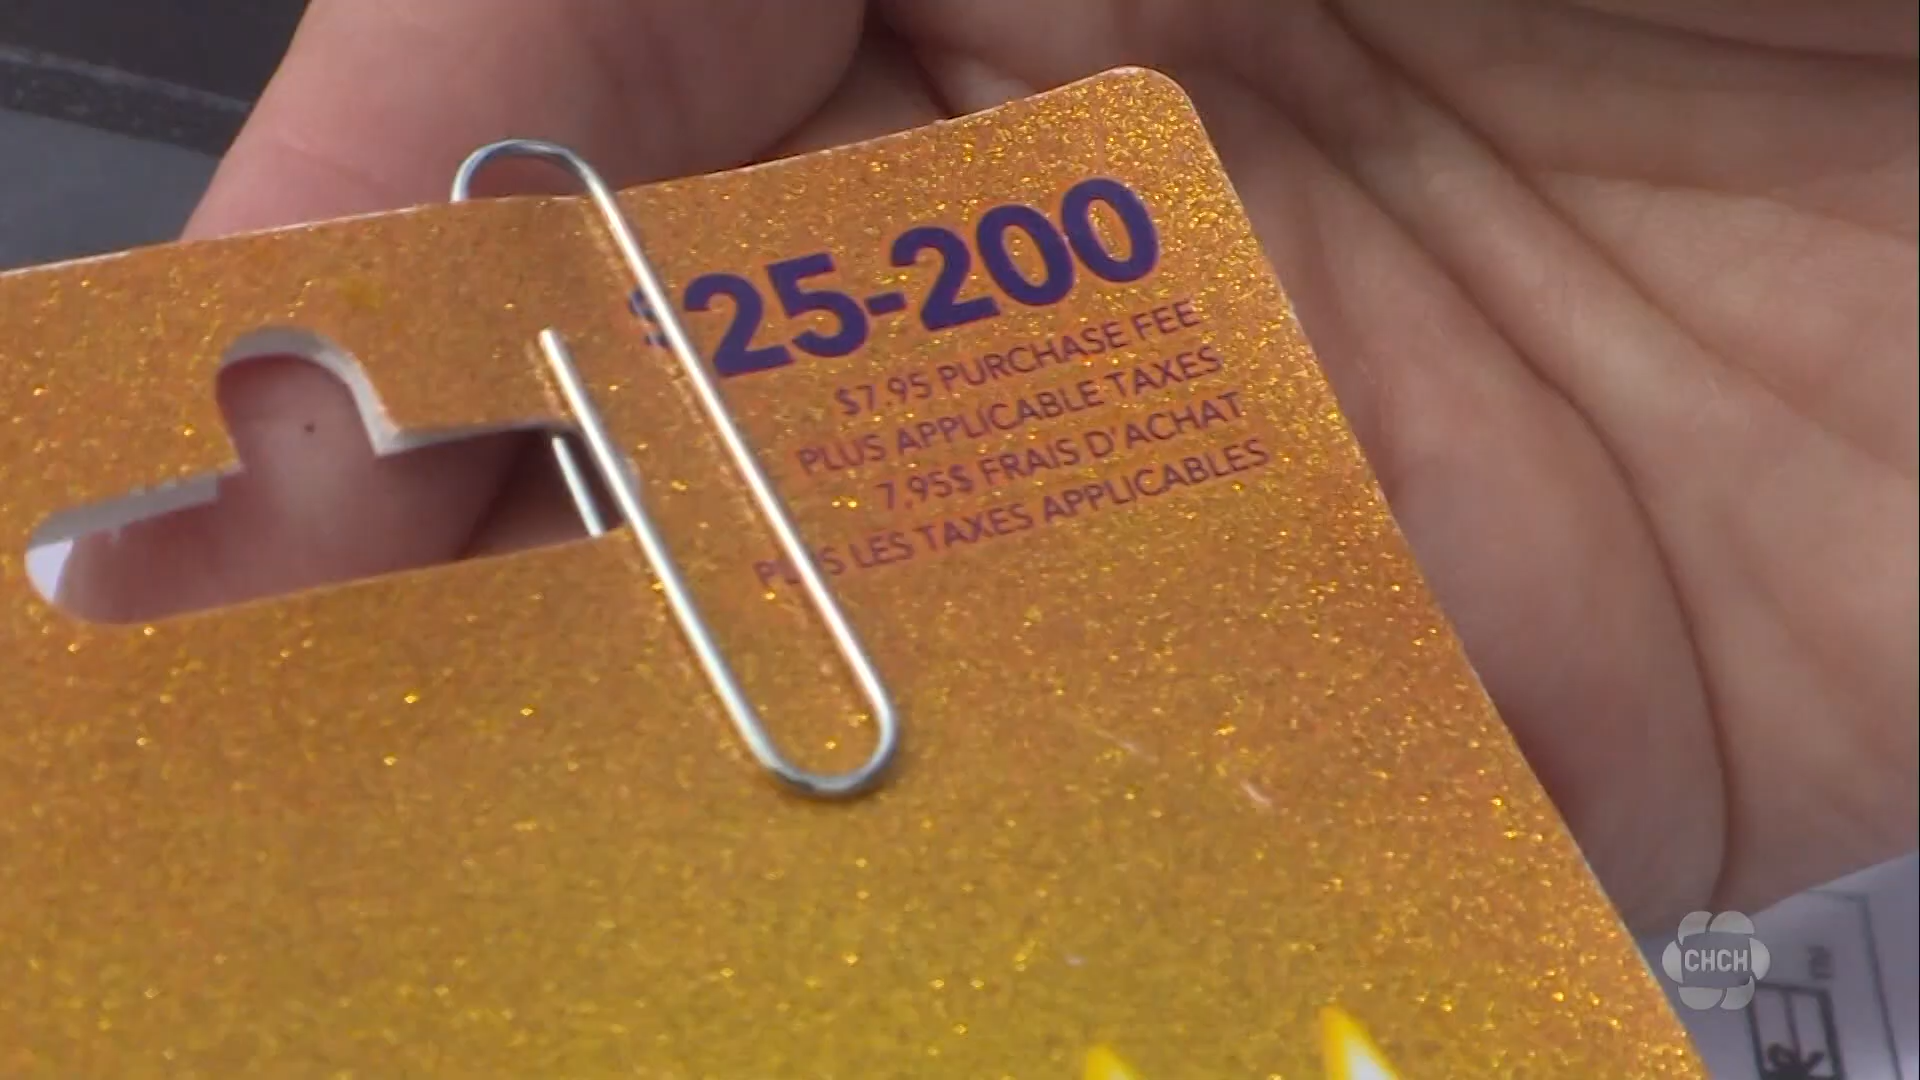 $25-200
$7.95 PURCHASE FEE
PLUS APPLICABLE TAXES
7,95$ FRAIS D'ACHAT
PLUS LES TAXES APPLICABLES
CHCH